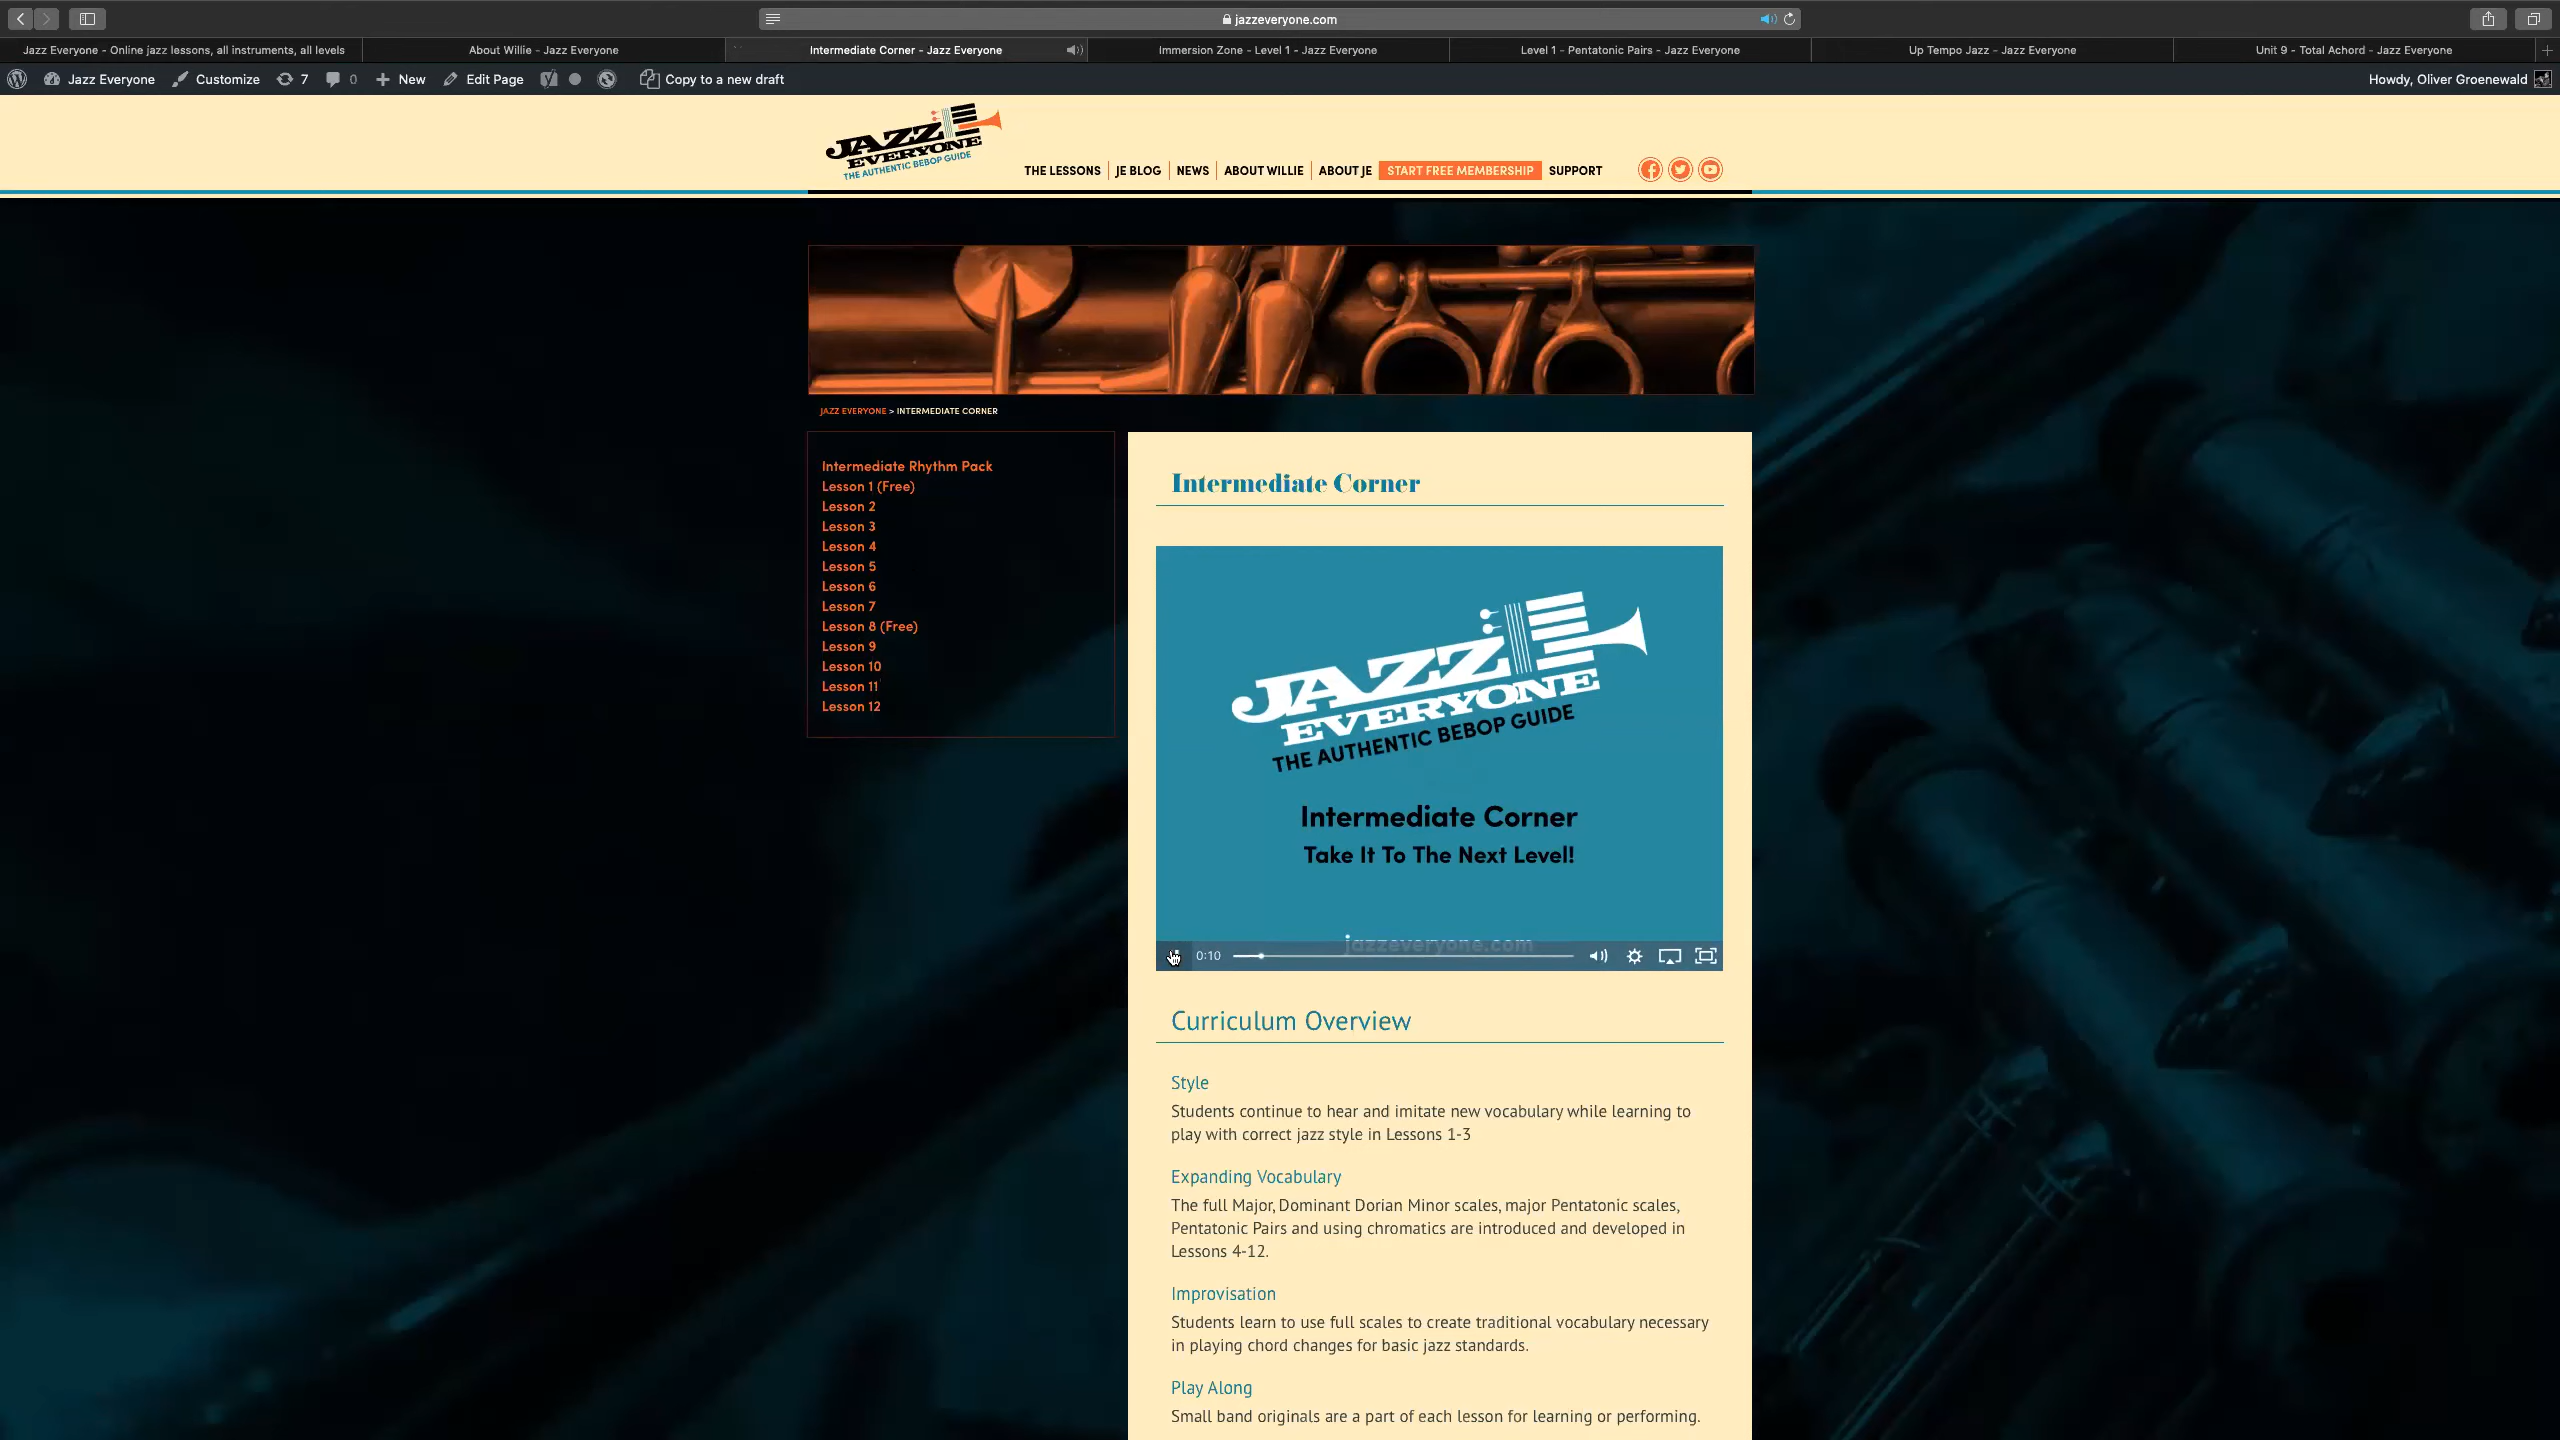 jazzeveryone.com
Jazz Everyone - Online jazz lessons, all instruments, all levels
About Willie - Jazz Everyone
Intermediate Corner - Jazz Everyone
Immersion Zone - Level 1 - Jazz Everyone
Level 1 - Pentatonic Pairs - Jazz Everyone
Up Tempo Jazz - Jazz Everyone
Unit 9 - Total Achord - Jazz Everyone
Jazz Everyone Customize 7 0 New Edit Page Copy to a new draft Howdy, Oliver Groenewald
JAZZ
EVERYONE
THE AUTHENTIC BEBOP GUIDE
THE LESSONS JE BLOG NEWS ABOUT WILLIE ABOUT JE START FREE MEMBERSHIP SUPPORT
JAZZ EVERYONE > INTERMEDIATE CORNER
Intermediate Rhythm Pack
Lesson 1 (Free)
Lesson 2
Lesson 3
Lesson 4
Lesson 5
Lesson 6
Lesson 7
Lesson 8 (Free)
Lesson 9
Lesson 10
Lesson 11
Lesson 12
Intermediate Corner
JAZZ
EVERYONE
THE AUTHENTIC BEBOP GUIDE
Intermediate Corner
Take It To The Next Level!
jazzeveryone.com
0:10
Curriculum Overview
Style
Students continue to hear and imitate new vocabulary while learning to
play with correct jazz style in Lessons 1-3
Expanding Vocabulary
The full Major, Dominant Dorian Minor scales, major Pentatonic scales,
Pentatonic Pairs and using chromatics are introduced and developed in
Lessons 4-12.
Improvisation
Students learn to use full scales to create traditional vocabulary necessary
in playing chord changes for basic jazz standards.
Play Along
Small band originals are a part of each lesson for learning or performing.